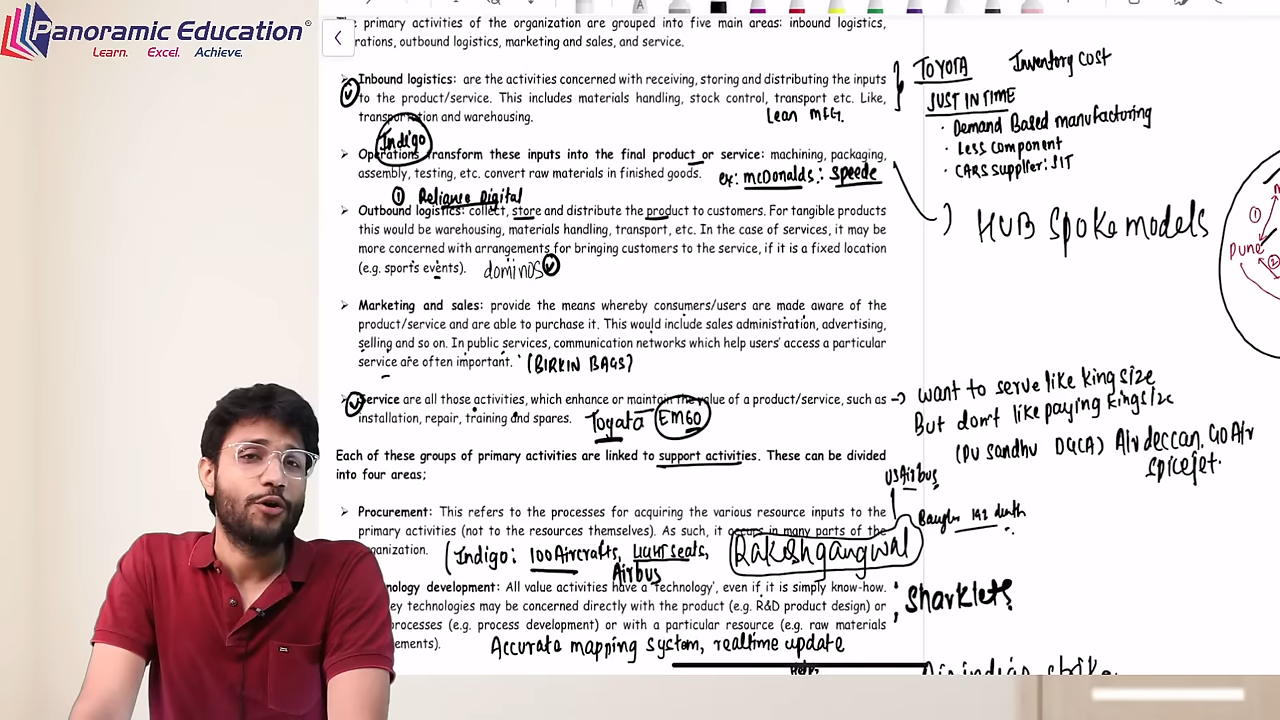 Panoramic Education®
Learn. Excel. Achieve.
primary activities of the organization are grouped into five main areas: inbound logistics,
rations, outbound logistics, marketing and sales, and service.
➢ Inbound logistics: are the activities concerned with receiving, storing and distributing the inputs
to the product/service. This includes materials handling, stock control, transport etc. Like,
transportation and warehousing.
Lean MFG.
Indigo
➢ Operations transform these inputs into the final product or service: machining, packaging,
assembly, testing, etc. convert raw materials in finished goods.
ex: mcDonalds: speede
① Reliance Digital
➢ Outbound logistics: collect, store and distribute the product to customers. For tangible products
this would be warehousing, materials handling, transport, etc. In the case of services, it may be
more concerned with arrangements for bringing customers to the service, if it is a fixed location
(e.g. sports events).
dominos
➢ Marketing and sales: provide the means whereby consumers/users are made aware of the
product/service and are able to purchase it. This would include sales administration, advertising,
selling and so on. In public services, communication networks which help users' access a particular
service are often important.
(BIRKIN BAGS)
➢ Service are all those activities, which enhance or maintain the value of a product/service, such as
installation, repair, training and spares.
Toyata
Each of these groups of primary activities are linked to support activities. These can be divided
into four areas;
➢ Procurement: This refers to the processes for acquiring the various resource inputs to the
primary activities (not to the resources themselves). As such, it occurs in many parts of the
organization.
(Indigo: 100 Aircrafts, Light seats,
Airbus
Rakesh gangwal
nology development: All value activities have a 'technology', even if it is simply know-how.
ey technologies may be concerned directly with the product (e.g. R&D product design) or
processes (e.g. process development) or with a particular resource (e.g. raw materials
ements).
Accurate mapping system, realtime update
TOYOTA Inventory cost
JUST IN TIME
· Demand Based manufacturing
· Less component
· CARS supplier: JIT
HUB Spoke models
Pune
①
②
want to serve like kingsize
But don't like paying kingsize
Air deccan, GO Air
Spicejet.
US Airbus
192 death
Sharklets
strike